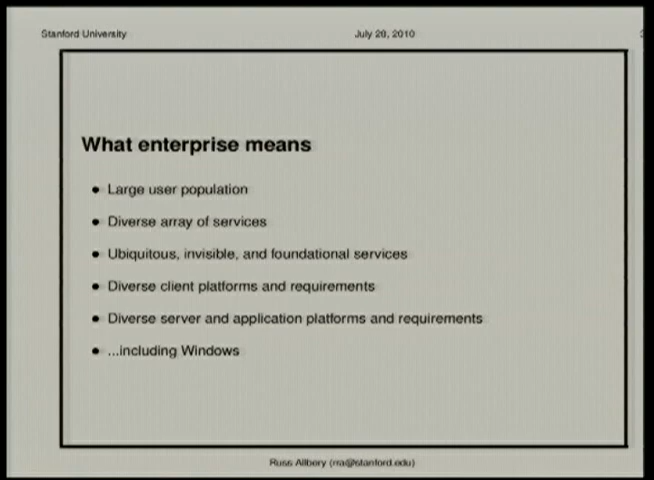 Stanford University
July 28, 2010
What enterprise means
• Large user population
• Diverse array of services
• Ubiquitous, invisible, and foundational services
• Diverse client platforms and requirements
• Diverse server and application platforms and requirements
• ...including Windows
Russ Allbery (rra@stanford.edu)